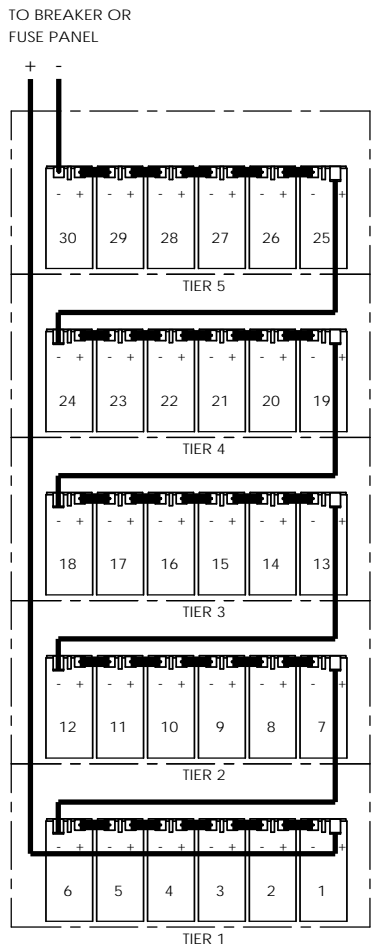 TO BREAKER OR
FUSE PANEL
+ -
- + - + - + - + - + - +
30 29 28 27 26 25
TIER 5
- + - + - + - + - + - +
24 23 22 21 20 19
TIER 4
- + - + - + - + - + - +
18 17 16 15 14 13
TIER 3
- + - + - + - + - + - +
12 11 10 9 8 7
TIER 2
- + - + - + - + - + - +
6 5 4 3 2 1
TIER 1